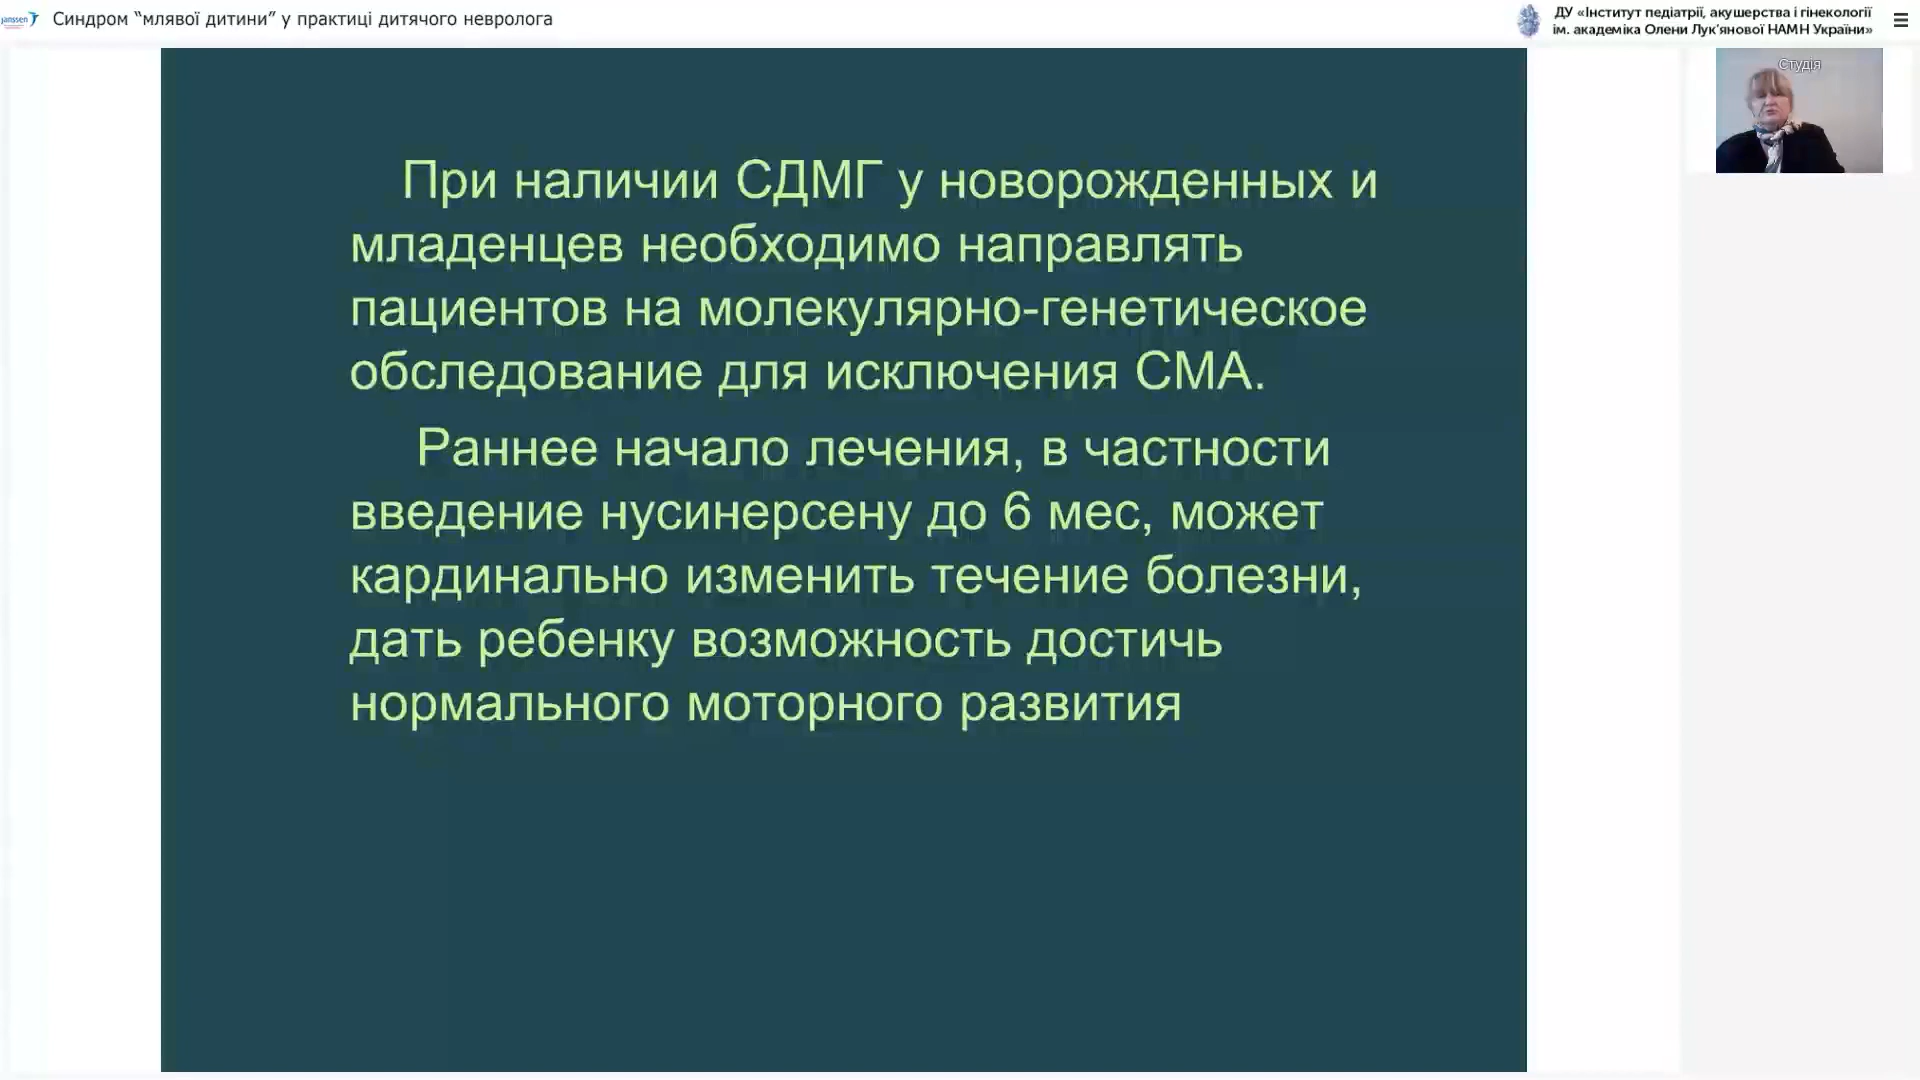 janssen
Синдром “млявої дитини” у практиці дитячого невролога
ДУ «Інститут педіатрії, акушерства і гінекології
ім. академіка Олени Лук'янової НАМН України»
Студія
При наличии СДМГ у новорожденных и
младенцев необходимо направлять
пациентов на молекулярно-генетическое
обследование для исключения СМА.
Раннее начало лечения, в частности
введение нусинерсену до 6 мес, может
кардинально изменить течение болезни,
дать ребенку возможность достичь
нормального моторного развития